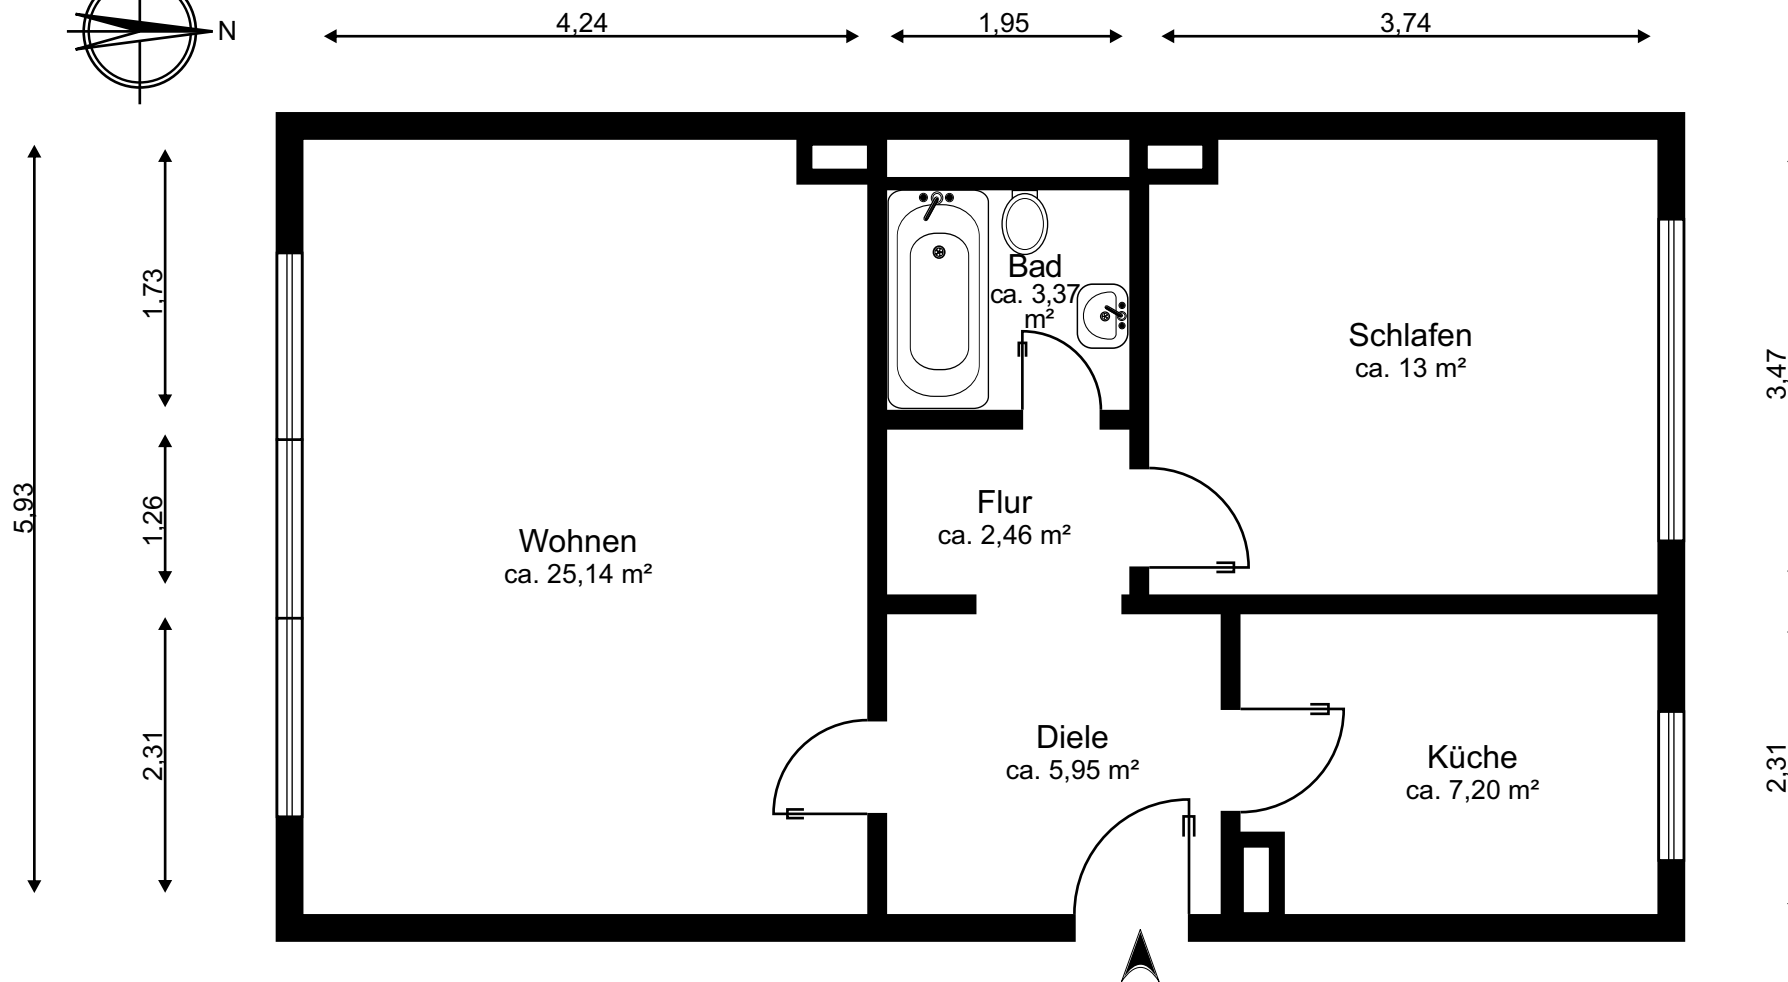 N
4,24
1,95
3,74
5,93
1,73
1,26
2,31
Bad
ca. 3,37
m²
Schlafen
ca. 13 m²
3,47
Flur
ca. 2,46 m²
Wohnen
ca. 25,14 m²
Diele
ca. 5,95 m²
Küche
ca. 7,20 m²
2,31